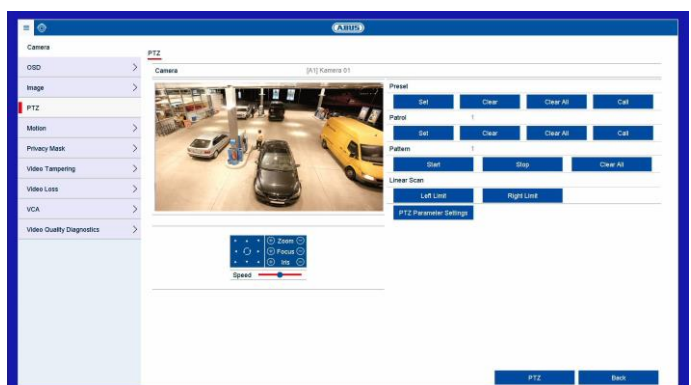 ABUS
Camera
OSD
Image
PTZ
Motion
Privacy Mask
Video Tampering
Video Loss
VCA
Video Quality Diagnostics
PTZ
Camera [A1] Kamera 01
Preset
Set Clear Clear All Call
Patrol 1
Set Clear Clear All Call
Pattern 1
Start Stop Clear All
Linear Scan
Left Limit Right Limit
PTZ Parameter Settings
Zoom
Focus
Iris
Speed
PTZ Back